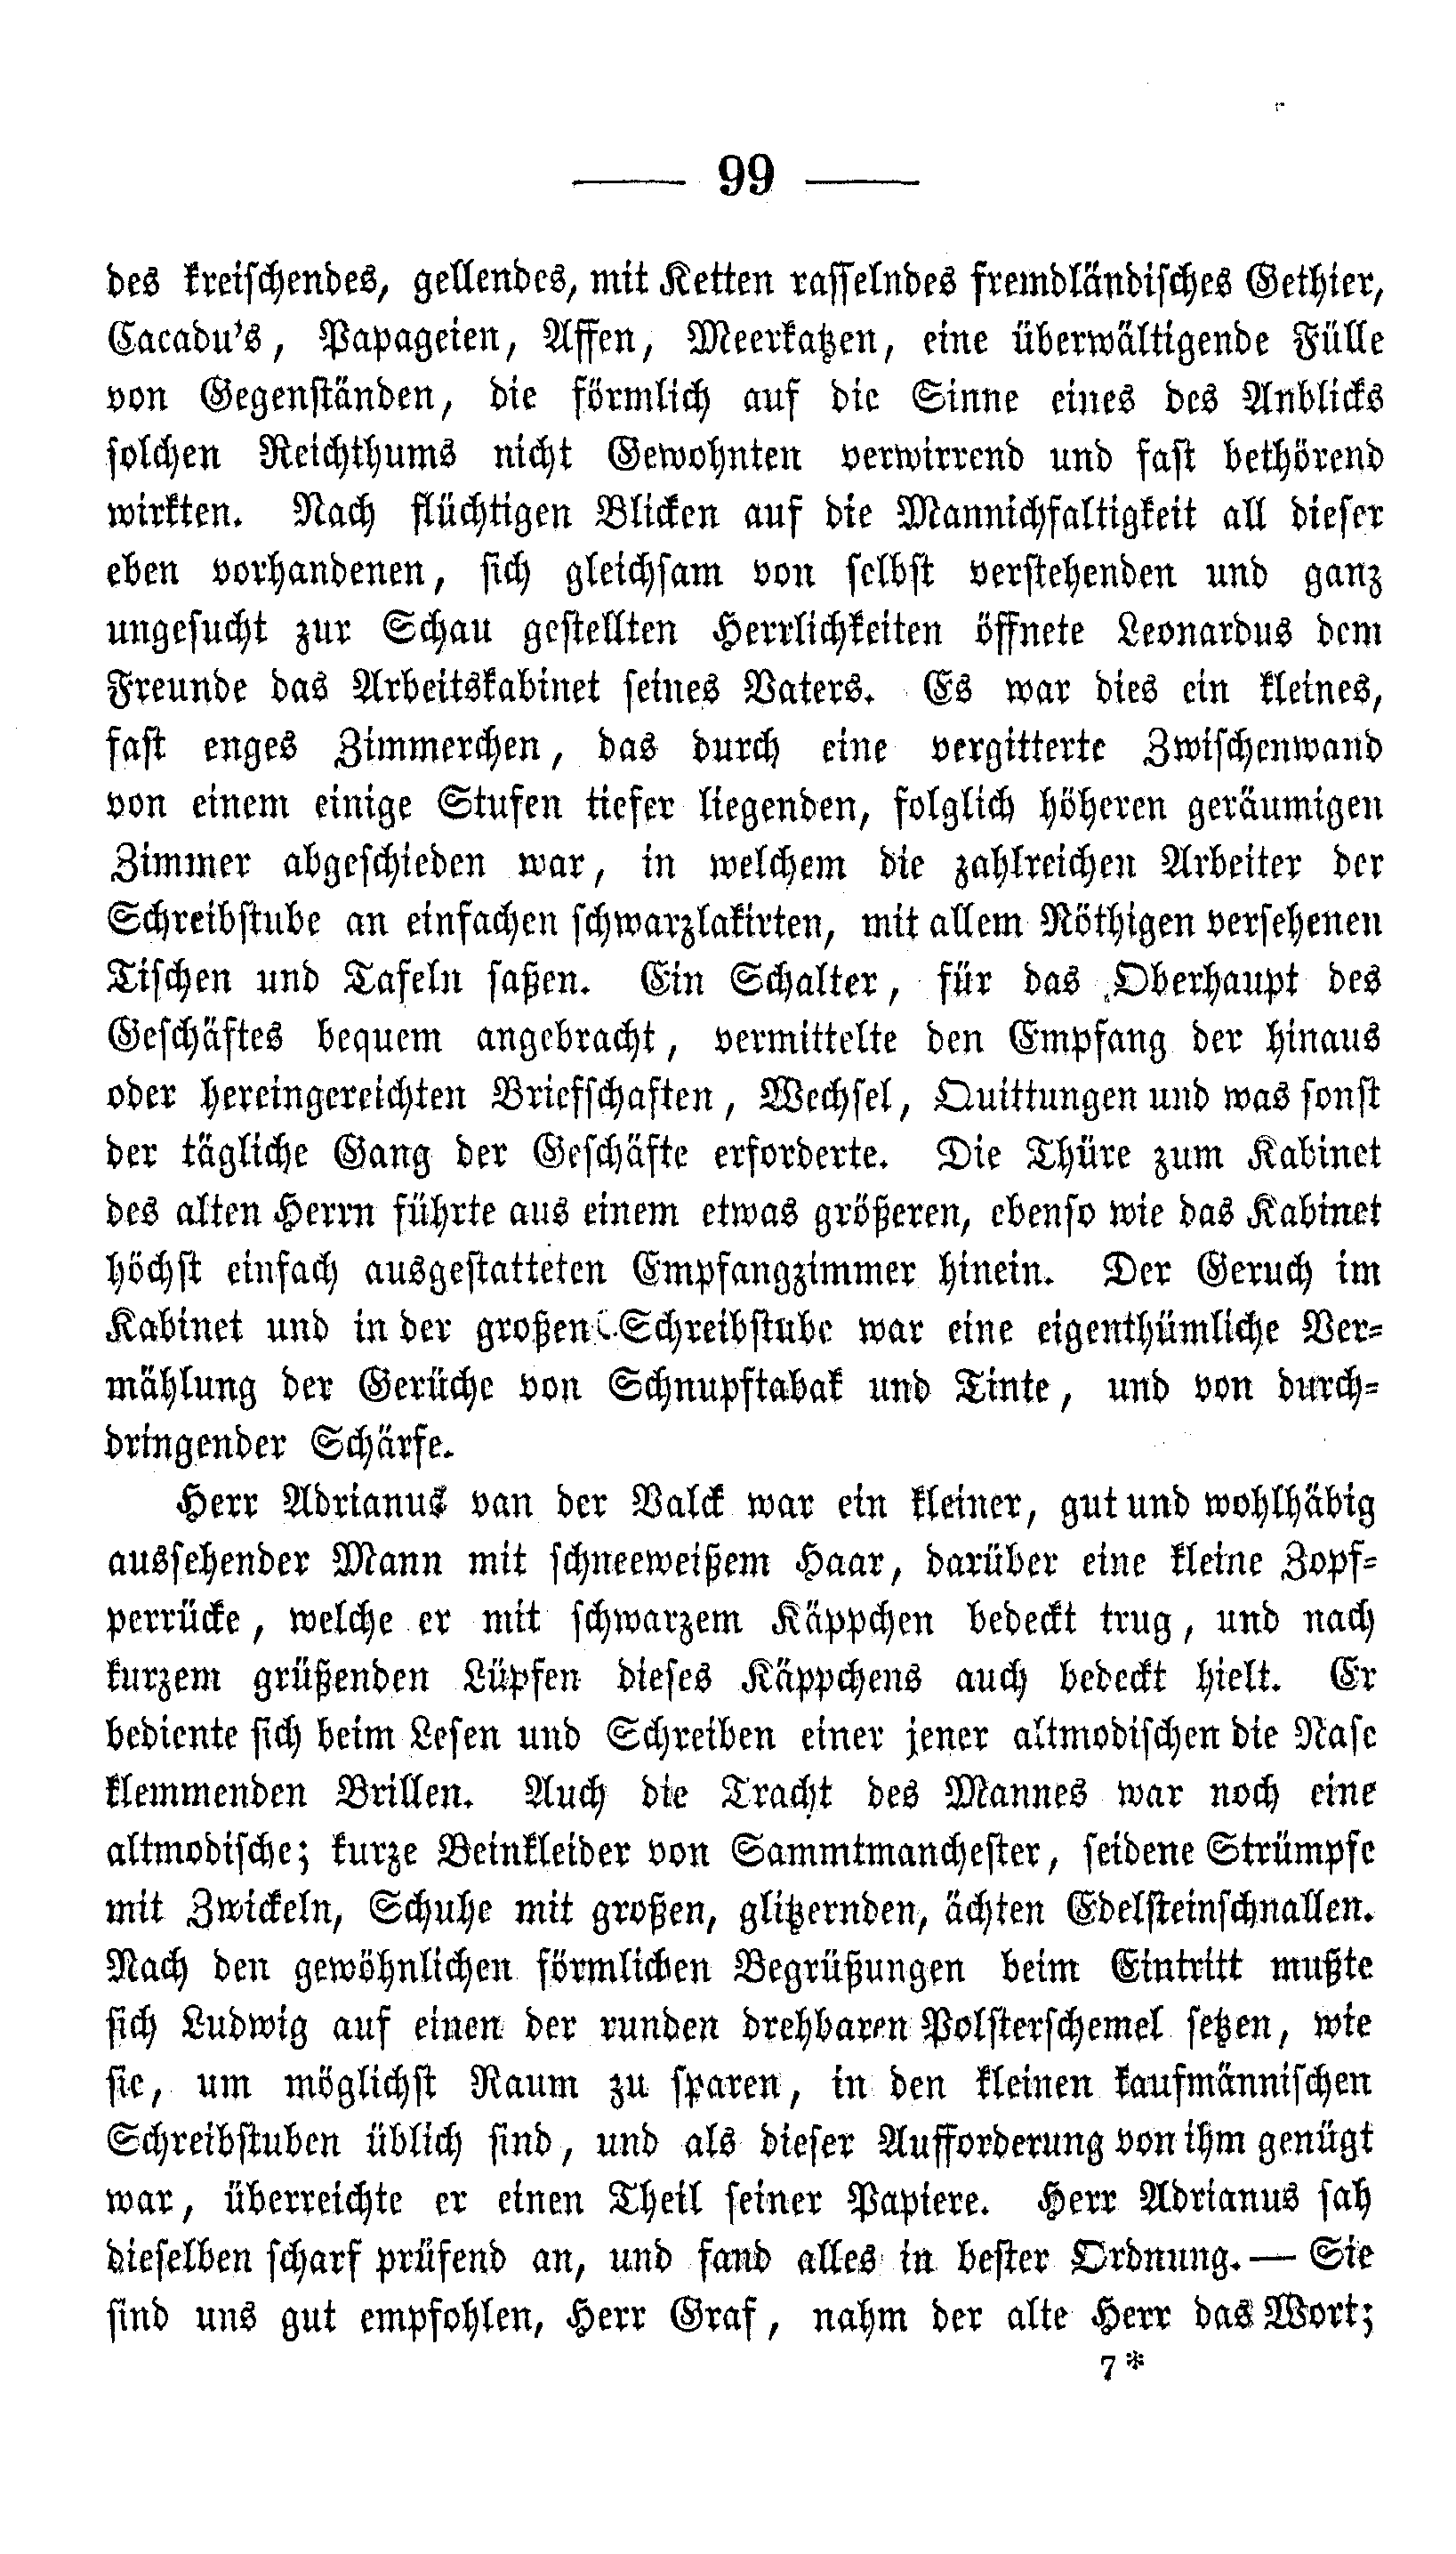 — 99 —
des kreischendes, gellendes, mit Ketten rasselndes fremdländisches Gethier,
Cacadu's, Papageien, Affen, Meerkatzen, eine überwältigende Fülle
von Gegenständen, die förmlich auf die Sinne eines des Anblicks
solchen Reichthums nicht Gewohnten verwirrend und fast bethörend
wirkten. Nach flüchtigen Blicken auf die Mannichfaltigkeit all dieser
eben vorhandenen, sich gleichsam von selbst verstehenden und ganz
ungesucht zur Schau gestellten Herrlichkeiten öffnete Leonardus dem
Freunde das Arbeitskabinet seines Vaters. Es war dies ein kleines,
fast enges Zimmerchen, das durch eine vergitterte Zwischenwand
von einem einige Stufen tiefer liegenden, folglich höheren geräumigen
Zimmer abgeschieden war, in welchem die zahlreichen Arbeiter der
Schreibstube an einfachen schwarzlakirten, mit allem Nöthigen versehenen
Tischen und Tafeln saßen. Ein Schalter, für das Oberhaupt des
Geschäftes bequem angebracht, vermittelte den Empfang der hinaus
oder hereingereichten Briefschaften, Wechsel, Quittungen und was sonst
der tägliche Gang der Geschäfte erforderte. Die Thüre zum Kabinet
des alten Herrn führte aus einem etwas größeren, ebenso wie das Kabinet
höchst einfach ausgestatteten Empfangzimmer hinein. Der Geruch im
Kabinet und in der großen Schreibstube war eine eigenthümliche Ver-
mählung der Gerüche von Schnupftabak und Tinte, und von durch-
dringender Schärfe.
Herr Adrianus van der Valck war ein kleiner, gut und wohlhäbig
aussehender Mann mit schneeweißem Haar, darüber eine kleine Zopf-
perrücke, welche er mit schwarzem Käppchen bedeckt trug, und nach
kurzem grüßenden Lüpfen dieses Käppchens auch bedeckt hielt. Er
bediente sich beim Lesen und Schreiben einer jener altmodischen die Nase
klemmenden Brillen. Auch die Tracht des Mannes war noch eine
altmodische; kurze Beinkleider von Sammtmanchester, seidene Strümpfe
mit Zwickeln, Schuhe mit großen, glitzernden, ächten Edelsteinschnallen.
Nach den gewöhnlichen förmlichen Begrüßungen beim Eintritt mußte
sich Ludwig auf einen der runden drehbaren Polsterschemel setzen, wie
sie, um möglichst Raum zu sparen, in den kleinen kaufmännischen
Schreibstuben üblich sind, und als dieser Aufforderung von ihm genügt
war, überreichte er einen Theil seiner Papiere. Herr Adrianus sah
dieselben scharf prüfend an, und fand alles in bester Ordnung. — Sie
sind uns gut empfohlen, Herr Graf, nahm der alte Herr das Wort;
7*